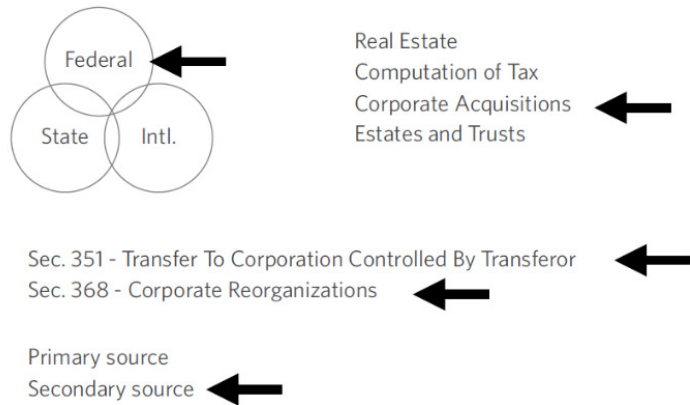 Federal
State Intl.
Real Estate
Computation of Tax
Corporate Acquisitions
Estates and Trusts
Sec. 351 - Transfer To Corporation Controlled By Transferor
Sec. 368 - Corporate Reorganizations
Primary source
Secondary source